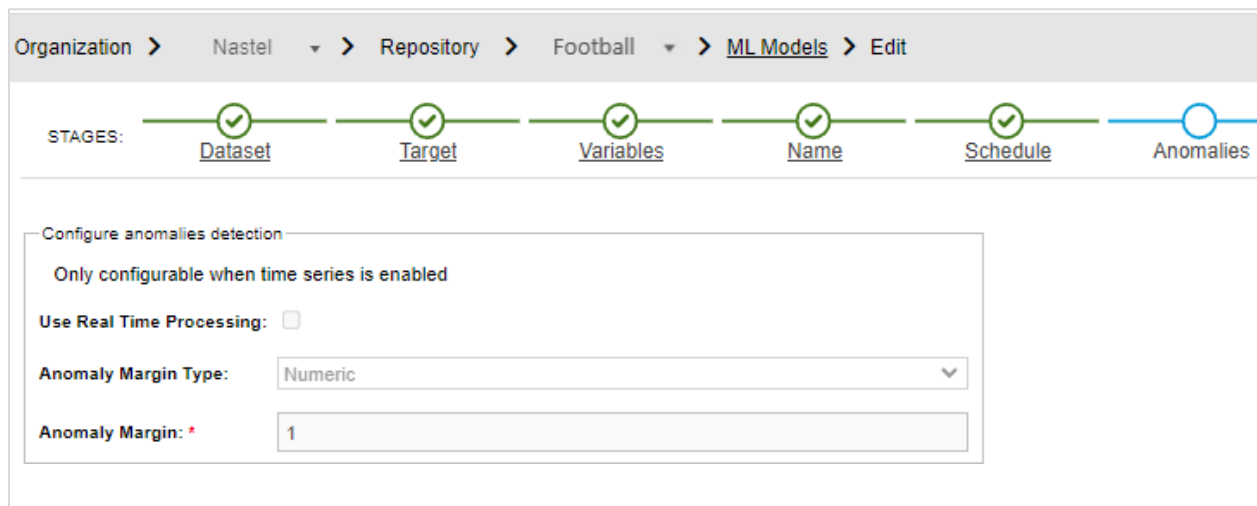 Organization > Nastel > Repository > Football > ML Models > Edit
STAGES: Dataset Target Variables Name Schedule Anomalies
Configure anomalies detection
Only configurable when time series is enabled
Use Real Time Processing:
Anomaly Margin Type: Numeric
Anomaly Margin: * 1